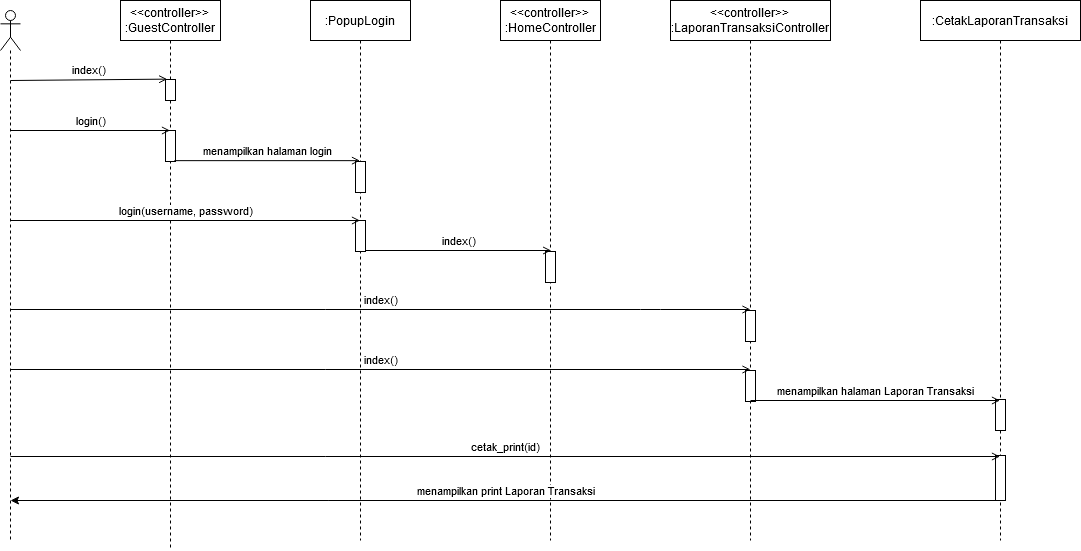 <<controller>>
:GuestController
:PopupLogin
<<controller>>
:HomeController
<<controller>>
:LaporanTransaksiController
:CetakLaporanTransaksi
index()
login()
menampilkan halaman login
login(username, password)
index()
index()
index()
menampilkan halaman Laporan Transaksi
cetak_print(id)
menampilkan print Laporan Transaksi